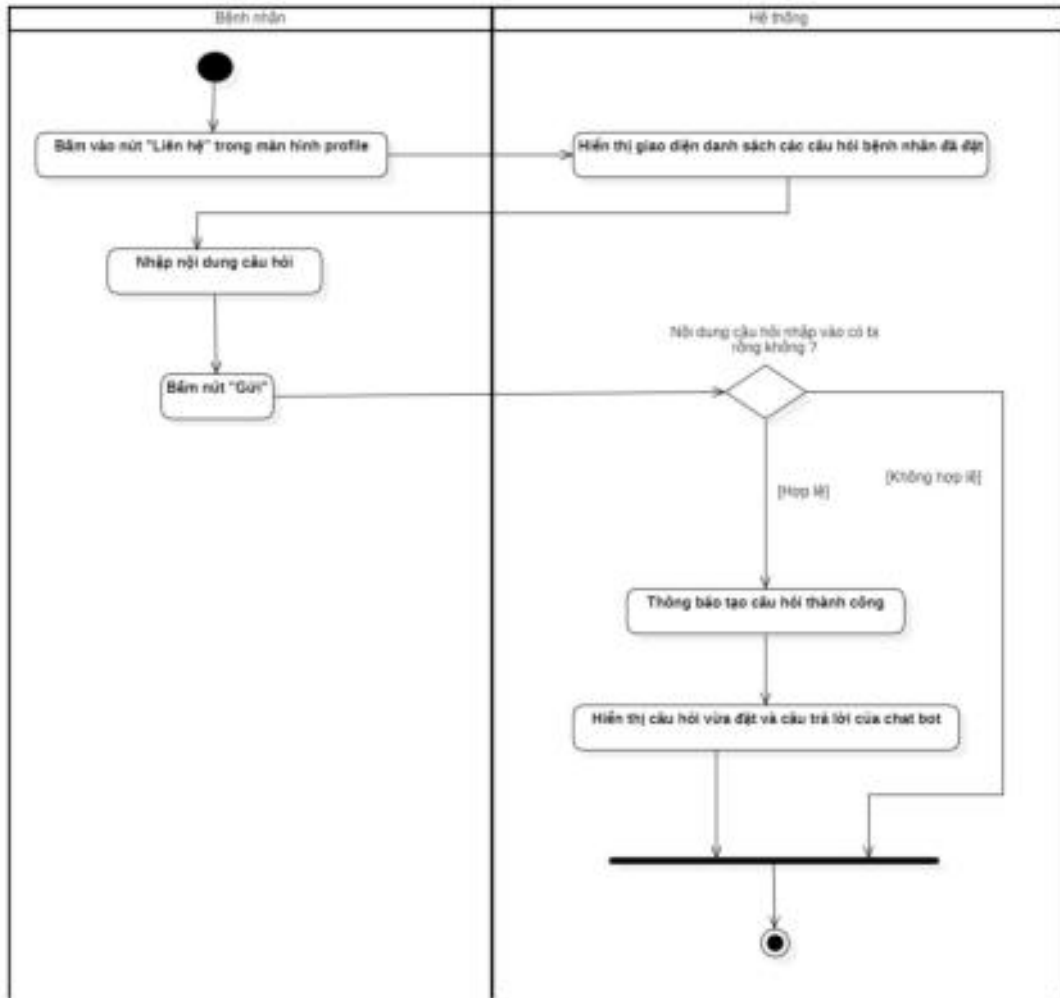 Bệnh nhân
Hệ thống
Bấm vào nút "Liên hệ" trong màn hình profile
Hiển thị giao diện danh sách các câu hỏi bệnh nhân đã đặt
Nhập nội dung câu hỏi
Nội dung câu hỏi nhập vào có bị
rỗng không ?
Bấm nút "Gửi"
[Không hợp lệ]
[Hợp lệ]
Thông báo tạo câu hỏi thành công
Hiển thị câu hỏi vừa đặt và câu trả lời của chat bot